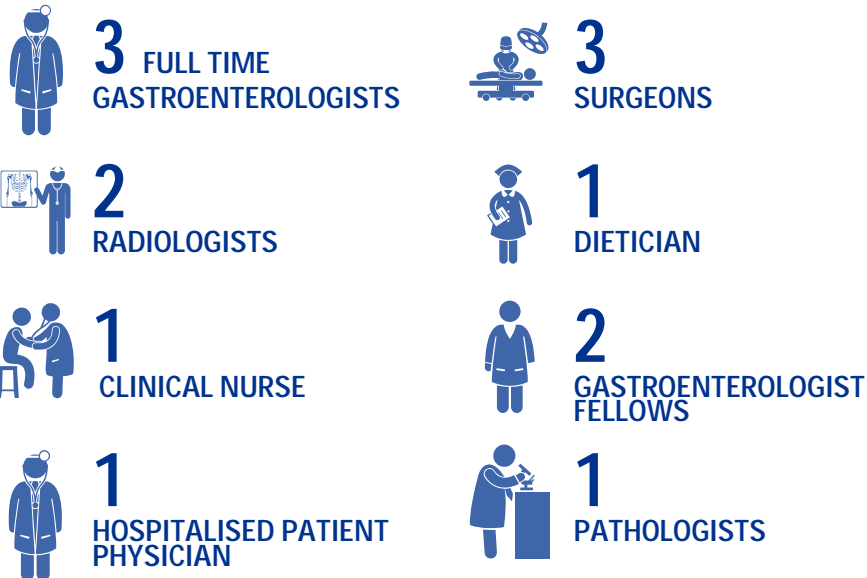 3 FULL TIME
GASTROENTEROLOGISTS
3
SURGEONS
2
RADIOLOGISTS
1
DIETICIAN
1
CLINICAL NURSE
2
GASTROENTEROLOGIST
FELLOWS
1
HOSPITALISED PATIENT
PHYSICIAN
1
PATHOLOGISTS